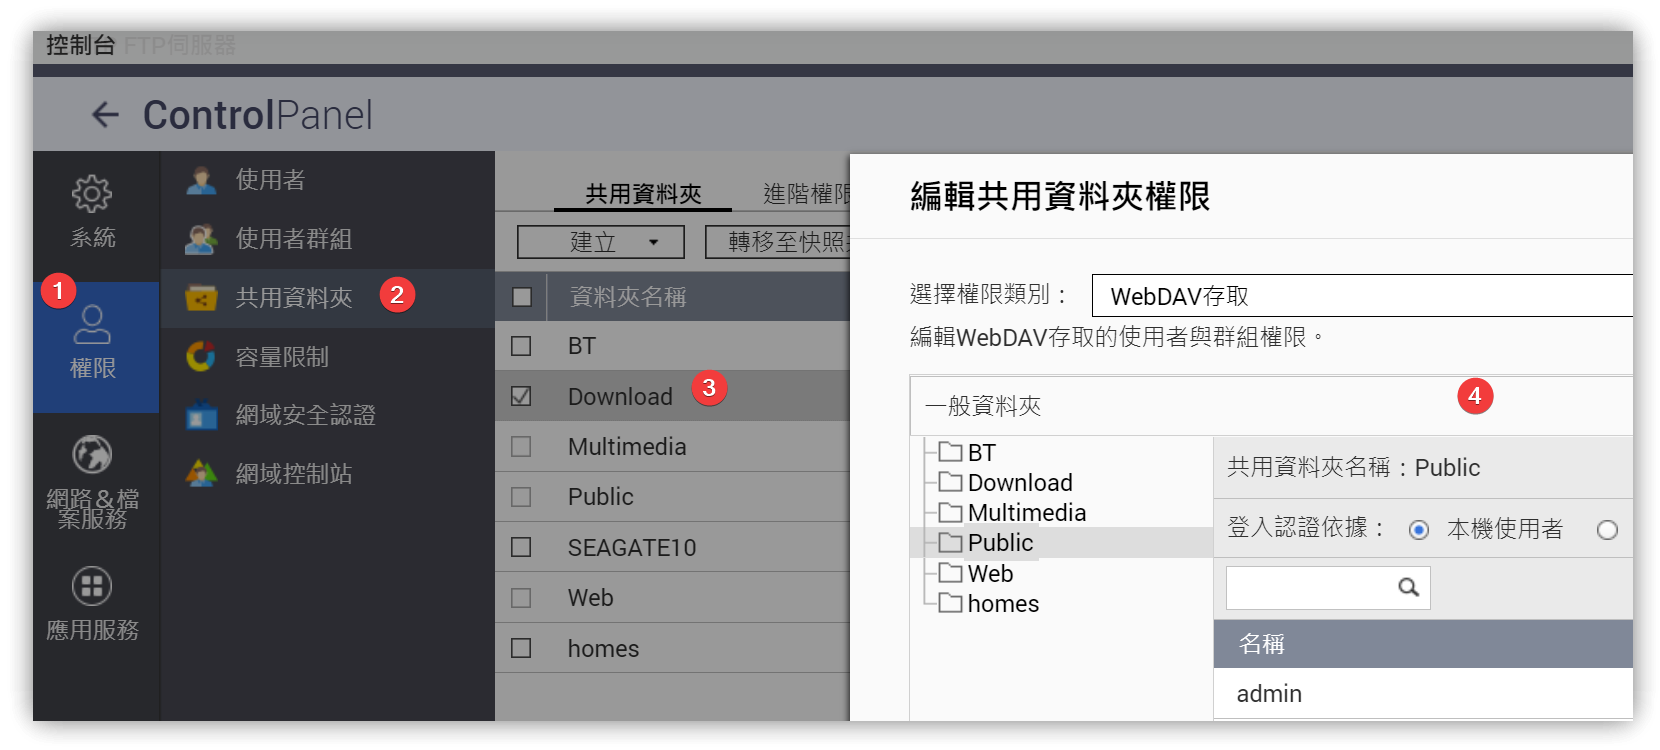 控制台 FTP伺服器
ControlPanel
系統
1
權限
網路&檔
案服務
應用服務
使用者
使用者群組
共用資料夾 2
容量限制
網域安全認證
網域控制站
共用資料夾 進階權限
建立 轉移至快照
資料夾名稱
BT
Download 3
Multimedia
Public
SEAGATE10
Web
homes
編輯共用資料夾權限
選擇權限類別： WebDAV存取
編輯WebDAV存取的使用者與群組權限。
一般資料夾 4
BT
Download
Multimedia
Public
Web
homes
共用資料夾名稱：Public
登入認證依據： 本機使用者
名稱
admin